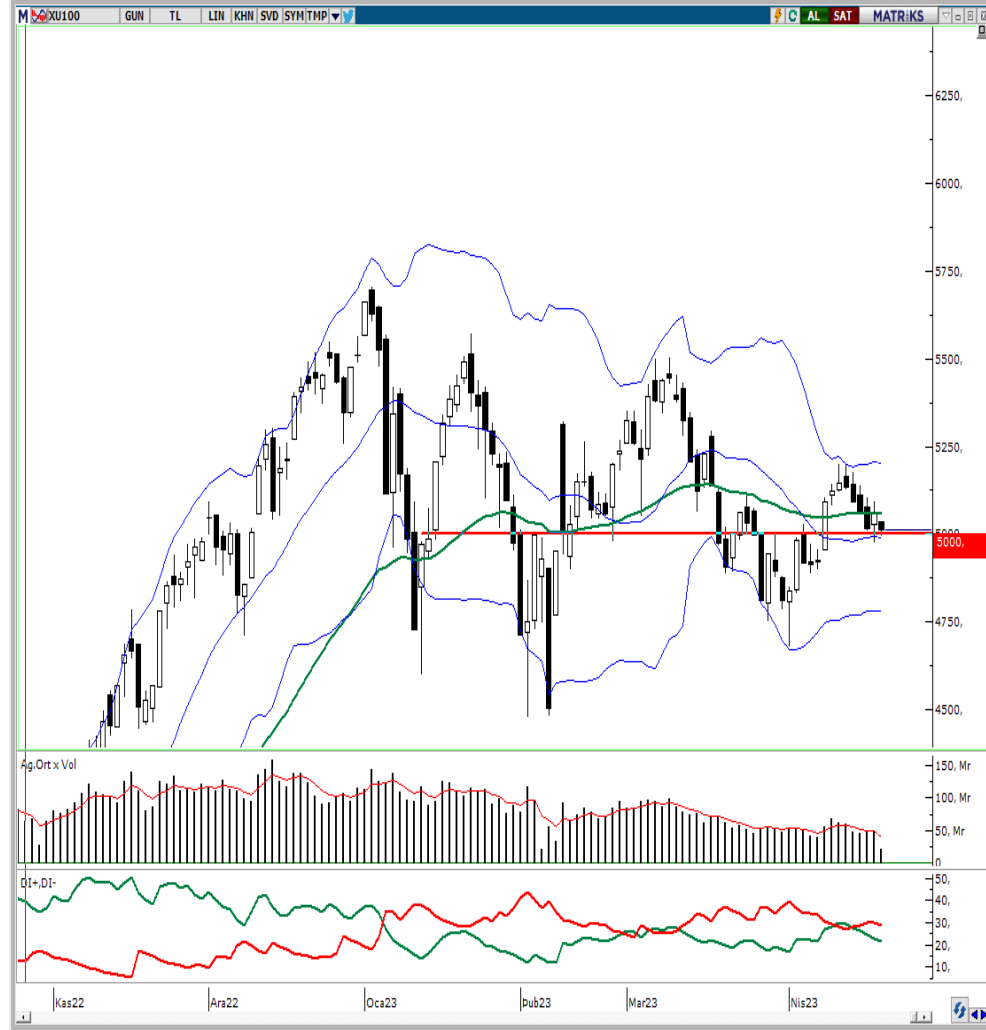 M XU100 GUN TL LIN KHN SVD SYM TMP AL SAT MATRiKS
6250,
6000,
5750,
5500,
5250,
5000,
5000,
4750,
4500,
Ag.Ort x Vol
150, Mr
100, Mr
50, Mr
0
DI+,DI-
50,
40,
30,
20,
10,
Kas22 Ara22 Oca23 Þub23 Mar23 Nis23